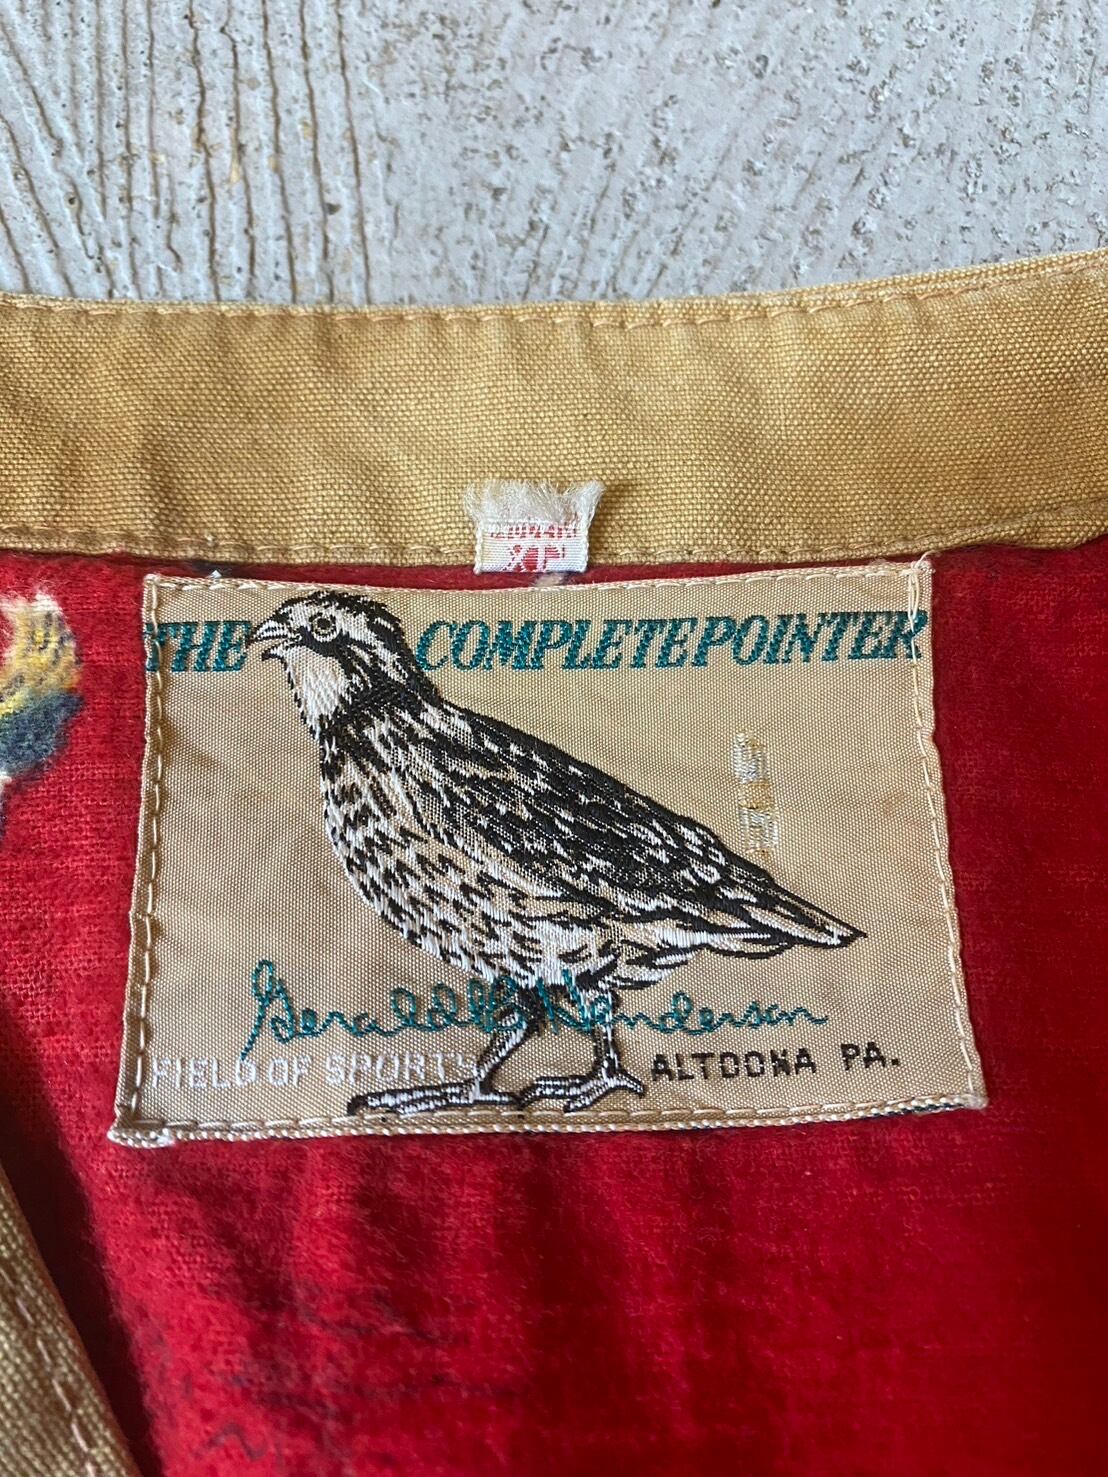 THE COMPLETE POINTER
Gerald B Henderson
FIELD OF SPORTS ALTOONA PA.